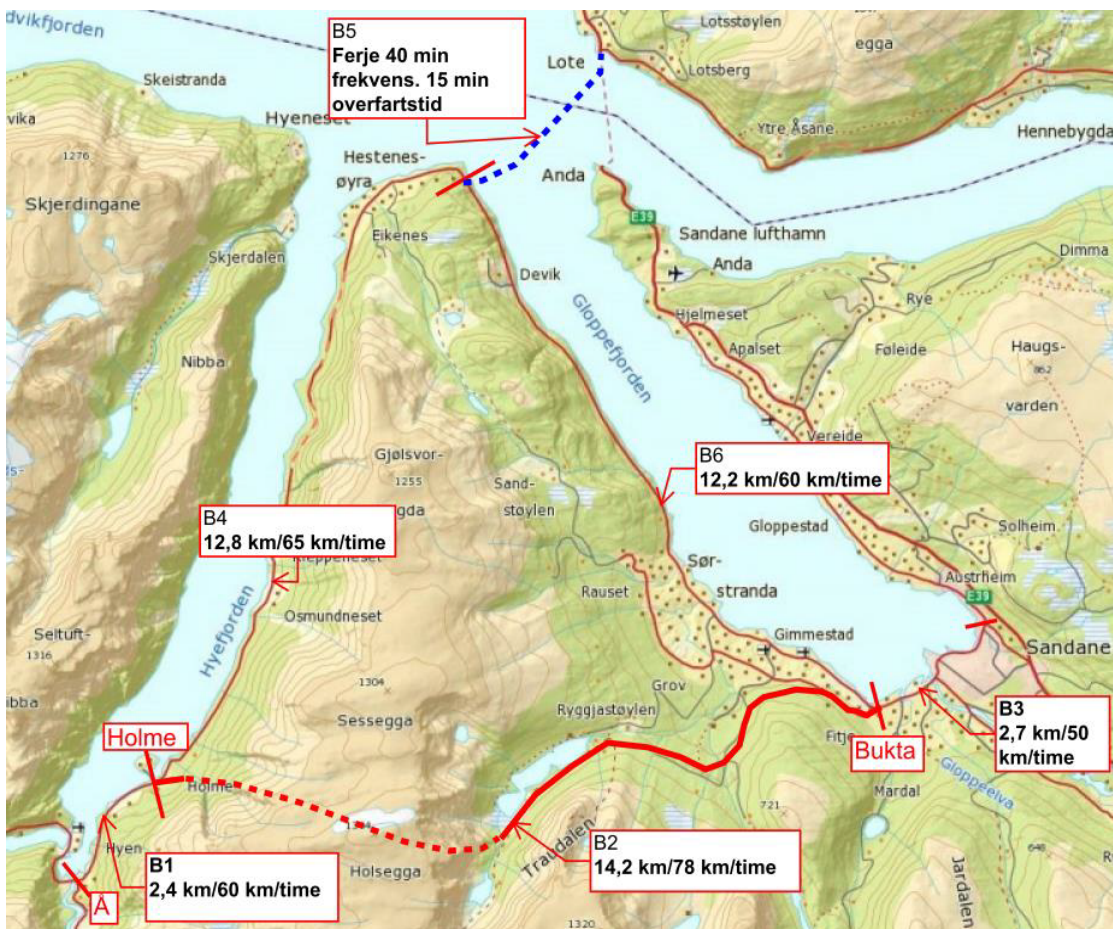 dvikfjorden
Lotsstøylen
egga
B5
Ferje 40 min
frekvens. 15 min
overfartstid
Lote
Lotsberg
Skeistranda
vika
Hyeneset
Ytre Åsane
Hennebygda
1276
Hestenes-
øyra
Anda
Skjerdingane
E39
Sandane lufthamn
Eikenes
Skjerdalen
Devik
Anda
Dimma
Rye
Gloppefjorden
Hjelmeset
Nibba
Apalset
Føleide
Haugs-
862
varden
Vereide
Gjølsvor-
1255
gda
B6
12,2 km/60 km/time
Sand-
støylen
B4
12,8 km/65 km/time
Gloppestad
Solheim
Austrheim
Sør-
stranda
E39
Osmundneset
Rauset
Hyefjorden
Seltuft-
1316
Gimmestad
Sandane
ibba
1304
Grov
Sessegga
Ryggjastøylen
B3
2,7 km/50
km/time
Holme
Fitje
Bukta
Gloppeelva
Holme
Mardal
721
Hyen
B2
14,2 km/78 km/time
Traudalen
B1
2,4 km/60 km/time
Holsegga
648
Å
Jardalen
1320